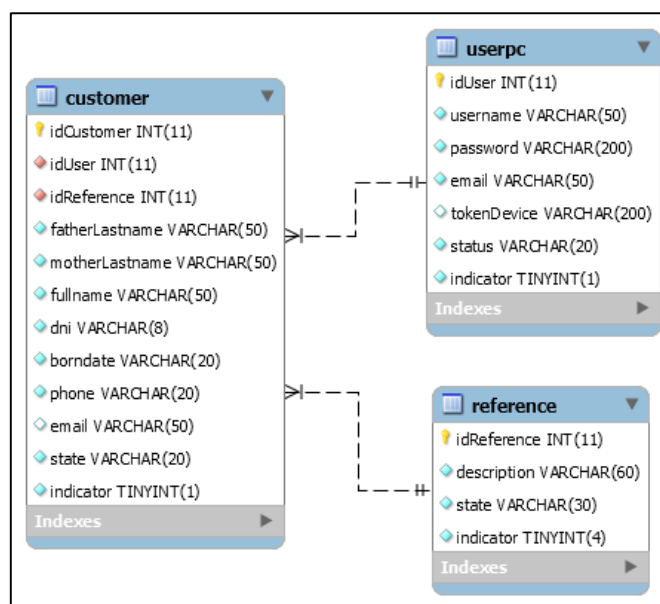 customer
idCustomer INT(11)
idUser INT(11)
idReference INT(11)
fatherLastname VARCHAR(50)
motherLastname VARCHAR(50)
fullname VARCHAR(50)
dni VARCHAR(8)
borndate VARCHAR(20)
phone VARCHAR(20)
email VARCHAR(50)
state VARCHAR(20)
indicator TINYINT(1)
Indexes
userpc
idUser INT(11)
username VARCHAR(50)
password VARCHAR(200)
email VARCHAR(50)
tokenDevice VARCHAR(200)
status VARCHAR(20)
indicator TINYINT(1)
Indexes
reference
idReference INT(11)
description VARCHAR(60)
state VARCHAR(30)
indicator TINYINT(4)
Indexes